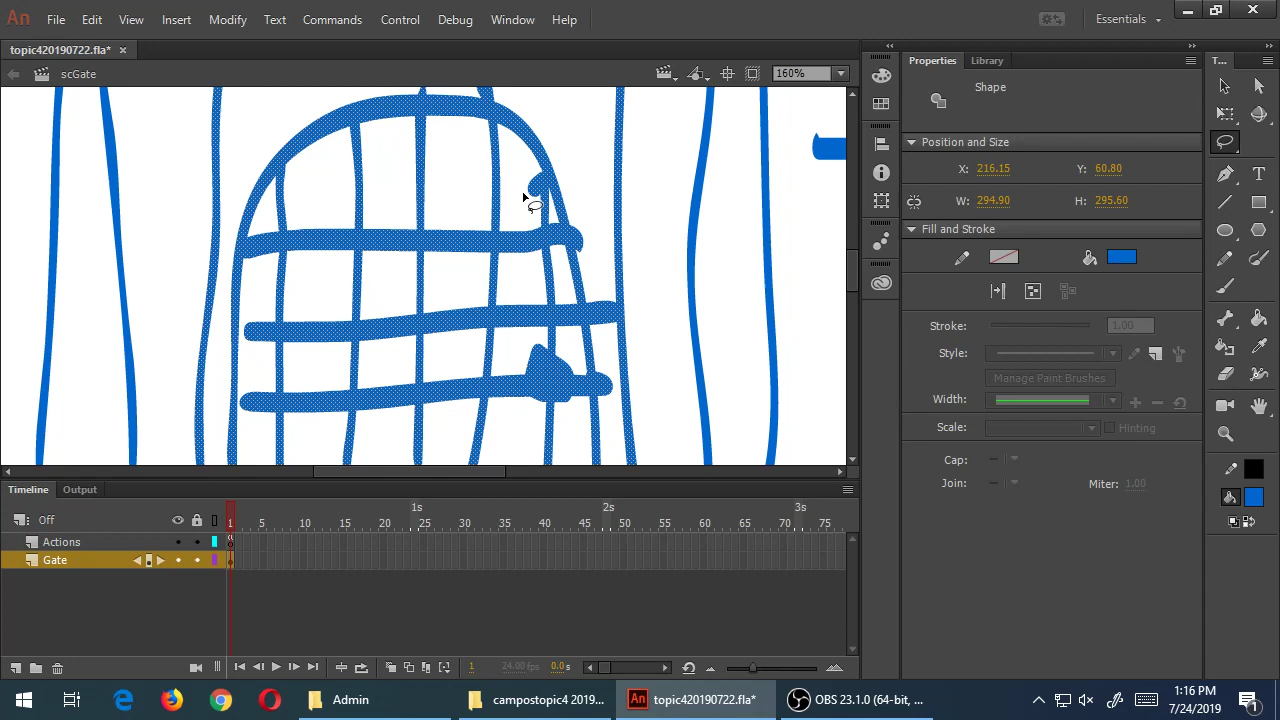 An File Edit View Insert Modify Text Commands Control Debug Window Help Essentials
topic420190722.fla* ×
scGate 160%
Properties Library T...
Shape
Position and Size
X: 216.15 Y: 60.80
W: 294.90 H: 295.60
Fill and Stroke
Stroke: 1.00
Style:
Manage Paint Brushes
Width:
Scale: Hinting
Cap:
Join: Miter: 1.00
Timeline Output
1s 2s 3s
Off 1 5 10 15 20 25 30 35 40 45 50 55 60 65 70 75
Actions
Gate
1 24.00 fps 0.0 s
Admin campostopic4 2019... An topic420190722.fla* OBS 23.1.0 (64-bit, ...
1:16 PM
7/24/2019
1